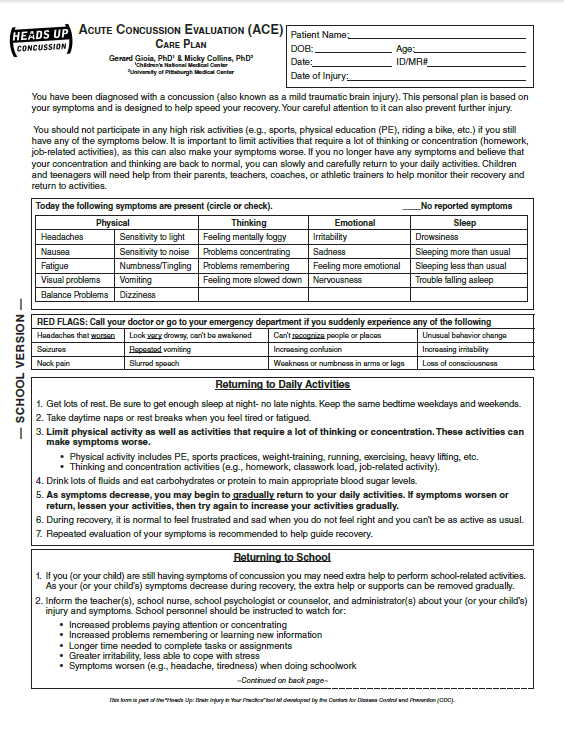 HEADS UP
CONCUSSION
ACUTE CONCUSSION EVALUATION (ACE)
CARE PLAN
Gerard Gioia, PhD¹ & Micky Collins, PhD²
¹Children's National Medical Center
²University of Pittsburgh Medical Center
Patient Name:
DOB: Age:
Date: ID/MR#
Date of Injury:
You have been diagnosed with a concussion (also known as a mild traumatic brain injury). This personal plan is based on
your symptoms and is designed to help speed your recovery. Your careful attention to it can also prevent further injury.
You should not participate in any high risk activities (e.g., sports, physical education (PE), riding a bike, etc.) if you still
have any of the symptoms below. It is important to limit activities that require a lot of thinking or concentration (homework,
job-related activities), as this can also make your symptoms worse. If you no longer have any symptoms and believe that
your concentration and thinking are back to normal, you can slowly and carefully return to your daily activities. Children
and teenagers will need help from their parents, teachers, coaches, or athletic trainers to help monitor their recovery and
return to activities.
Today the following symptoms are present (circle or check). ____No reported symptoms
Physical Thinking Emotional Sleep
Headaches Sensitivity to light Feeling mentally foggy Irritability Drowsiness
Nausea Sensitivity to noise Problems concentrating Sadness Sleeping more than usual
Fatigue Numbness/Tingling Problems remembering Feeling more emotional Sleeping less than usual
Visual problems Vomiting Feeling more slowed down Nervousness Trouble falling asleep
Balance Problems Dizziness
RED FLAGS: Call your doctor or go to your emergency department if you suddenly experience any of the following
Headaches that worsen Look very drowsy, can't be awakened Can't recognize people or places Unusual behavior change
Seizures Repeated vomiting Increasing confusion Increasing irritability
Neck pain Slurred speech Weakness or numbness in arms or legs Loss of consciousness
— SCHOOL VERSION —
Returning to Daily Activities
1. Get lots of rest. Be sure to get enough sleep at night- no late nights. Keep the same bedtime weekdays and weekends.
2. Take daytime naps or rest breaks when you feel tired or fatigued.
3. Limit physical activity as well as activities that require a lot of thinking or concentration. These activities can
make symptoms worse.
• Physical activity includes PE, sports practices, weight-training, running, exercising, heavy lifting, etc.
• Thinking and concentration activities (e.g., homework, classwork load, job-related activity).
4. Drink lots of fluids and eat carbohydrates or protein to main appropriate blood sugar levels.
5. As symptoms decrease, you may begin to gradually return to your daily activities. If symptoms worsen or
return, lessen your activities, then try again to increase your activities gradually.
6. During recovery, it is normal to feel frustrated and sad when you do not feel right and you can't be as active as usual.
7. Repeated evaluation of your symptoms is recommended to help guide recovery.
Returning to School
1. If you (or your child) are still having symptoms of concussion you may need extra help to perform school-related activities.
As your (or your child's) symptoms decrease during recovery, the extra help or supports can be removed gradually.
2. Inform the teacher(s), school nurse, school psychologist or counselor, and administrator(s) about your (or your child's)
injury and symptoms. School personnel should be instructed to watch for:
• Increased problems paying attention or concentrating
• Increased problems remembering or learning new information
• Longer time needed to complete tasks or assignments
• Greater irritability, less able to cope with stress
• Symptoms worsen (e.g., headache, tiredness) when doing schoolwork
~Continued on back page~
This form is part of the "Heads Up: Brain Injury in Your Practice" tool kit developed by the Centers for Disease Control and Prevention (CDC).